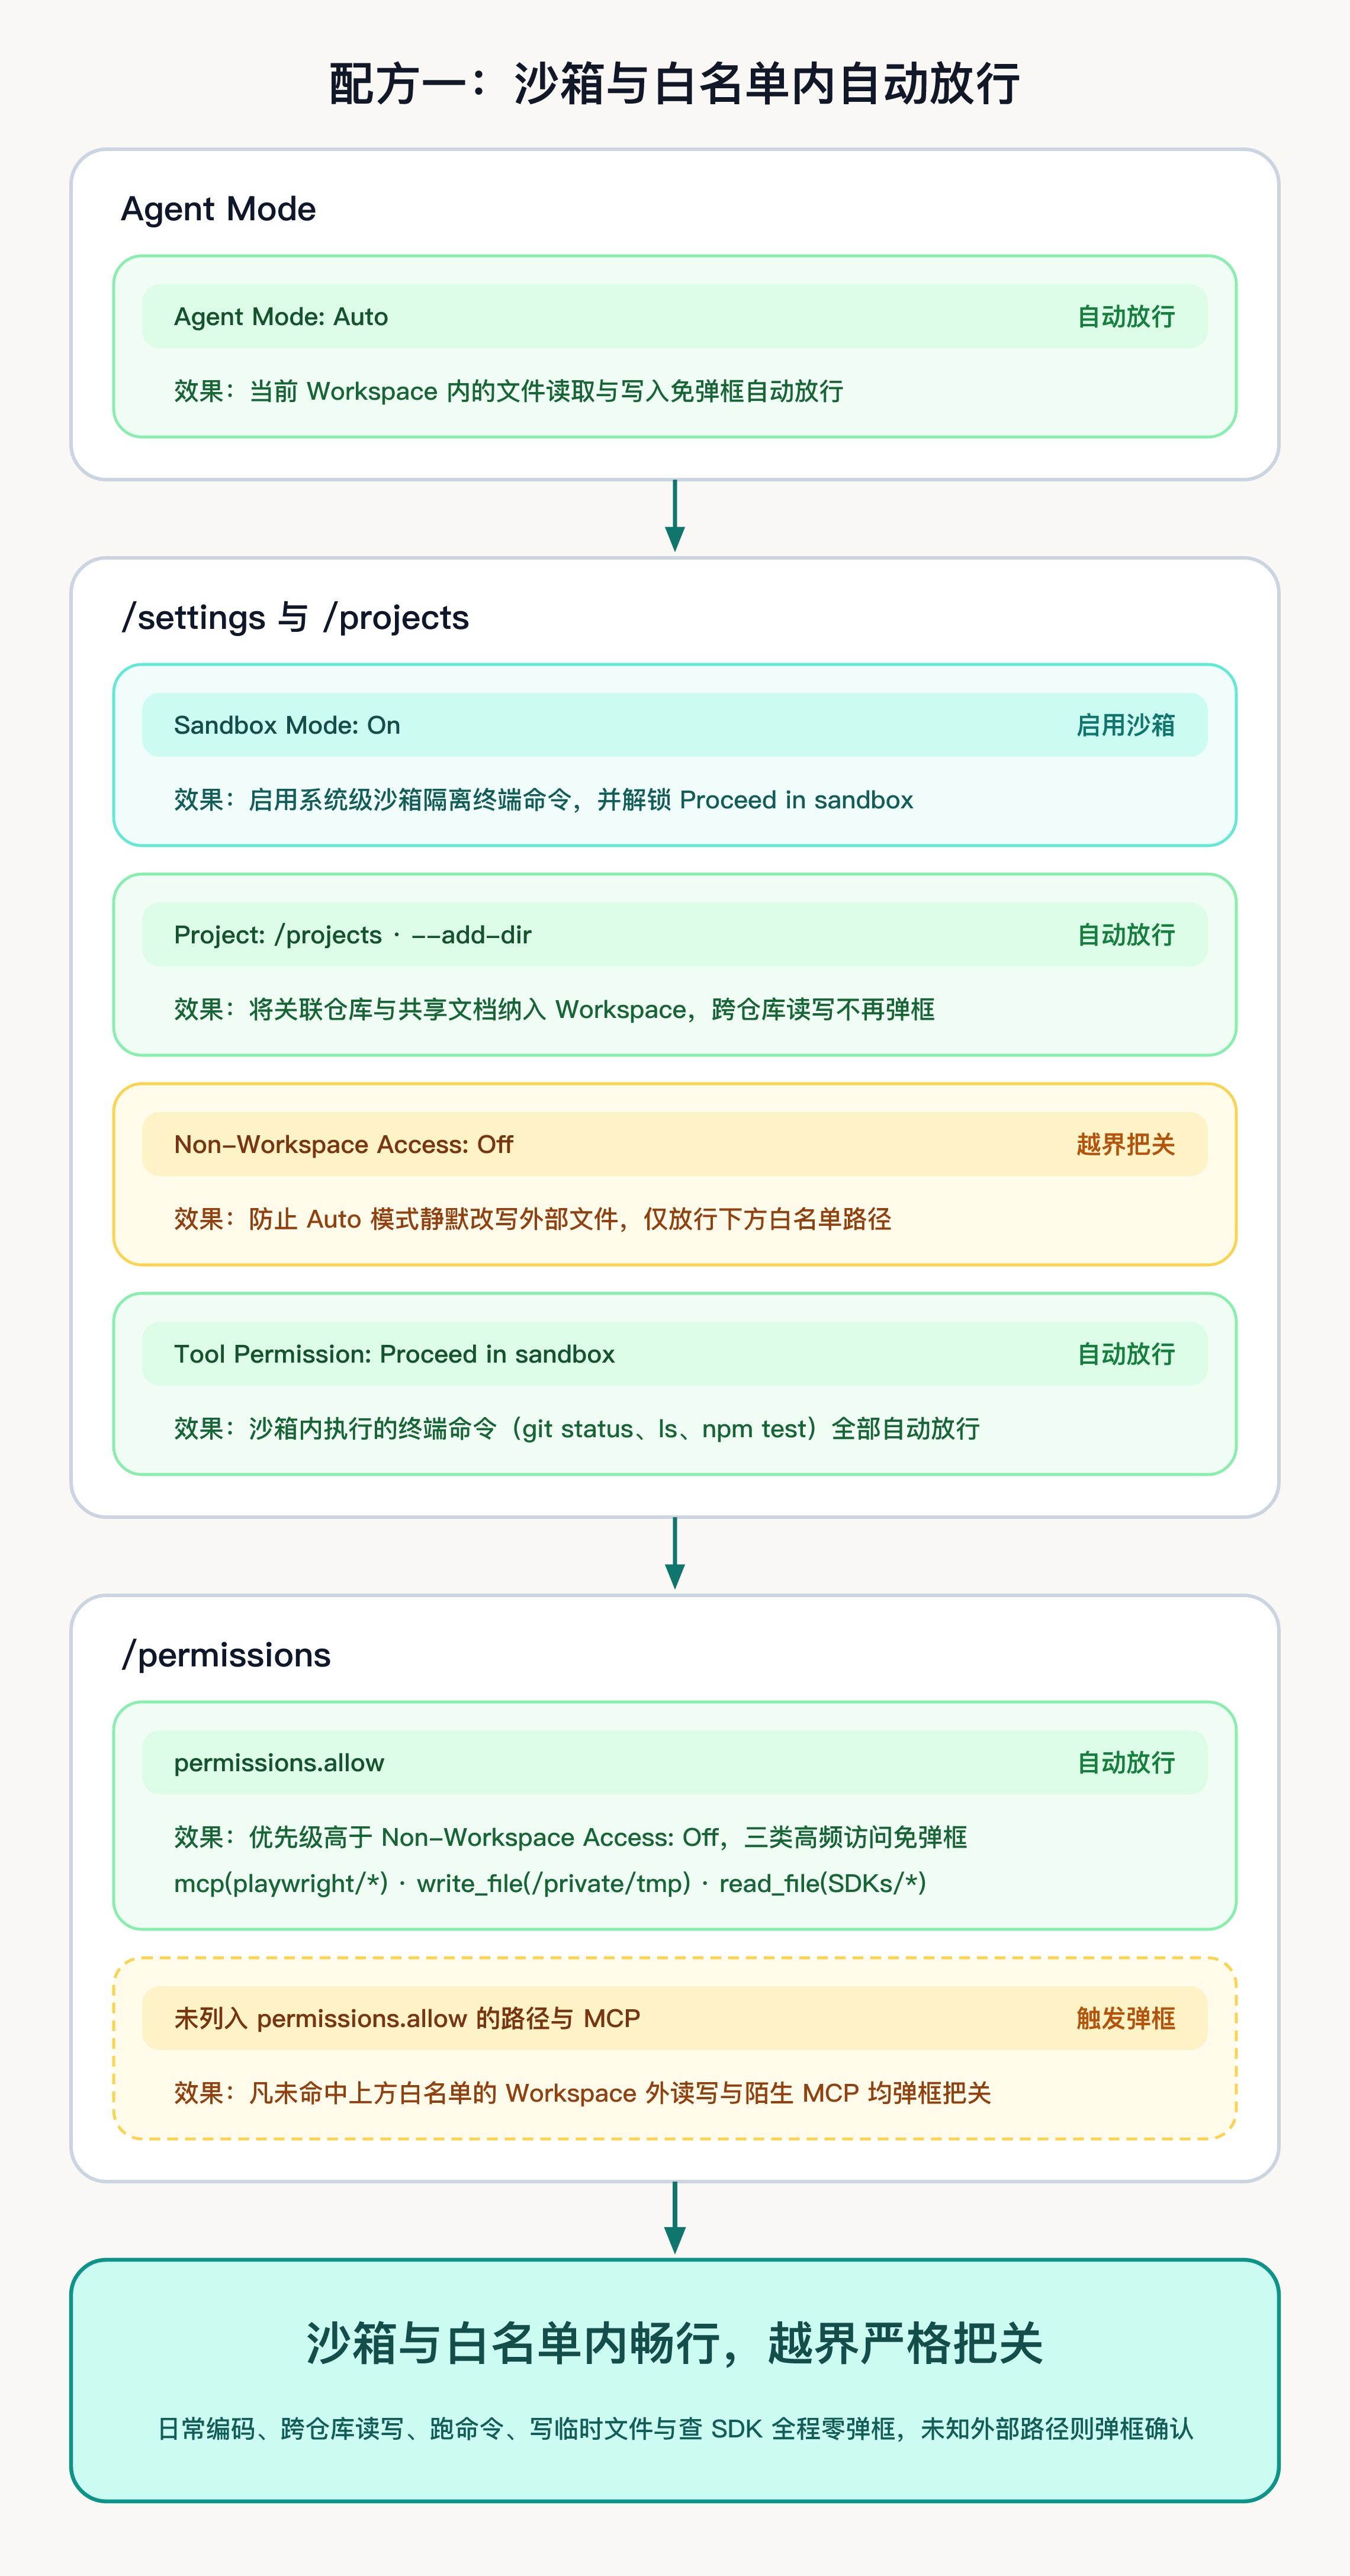 配方一：沙箱与白名单内自动放行
Agent Mode
Agent Mode: Auto
自动放行
效果：当前 Workspace 内的文件读取与写入免弹框自动放行
/settings 与 /projects
Sandbox Mode: On
启用沙箱
效果：启用系统级沙箱隔离终端命令，并解锁 Proceed in sandbox
Project: /projects · --add-dir
自动放行
效果：将关联仓库与共享文档纳入 Workspace，跨仓库读写不再弹框
Non-Workspace Access: Off
越界把关
效果：防止 Auto 模式静默改写外部文件，仅放行下方白名单路径
Tool Permission: Proceed in sandbox
自动放行
效果：沙箱内执行的终端命令（git status、ls、npm test）全部自动放行
/permissions
permissions.allow
自动放行
效果：优先级高于 Non-Workspace Access: Off，三类高频访问免弹框
mcp(playwright/*) · write_file(/private/tmp) · read_file(SDKs/*)
未列入 permissions.allow 的路径与 MCP
触发弹框
效果：凡未命中上方白名单的 Workspace 外读写与陌生 MCP 均弹框把关
沙箱与白名单内畅行，越界严格把关
日常编码、跨仓库读写、跑命令、写临时文件与查 SDK 全程零弹框，未知外部路径则弹框确认